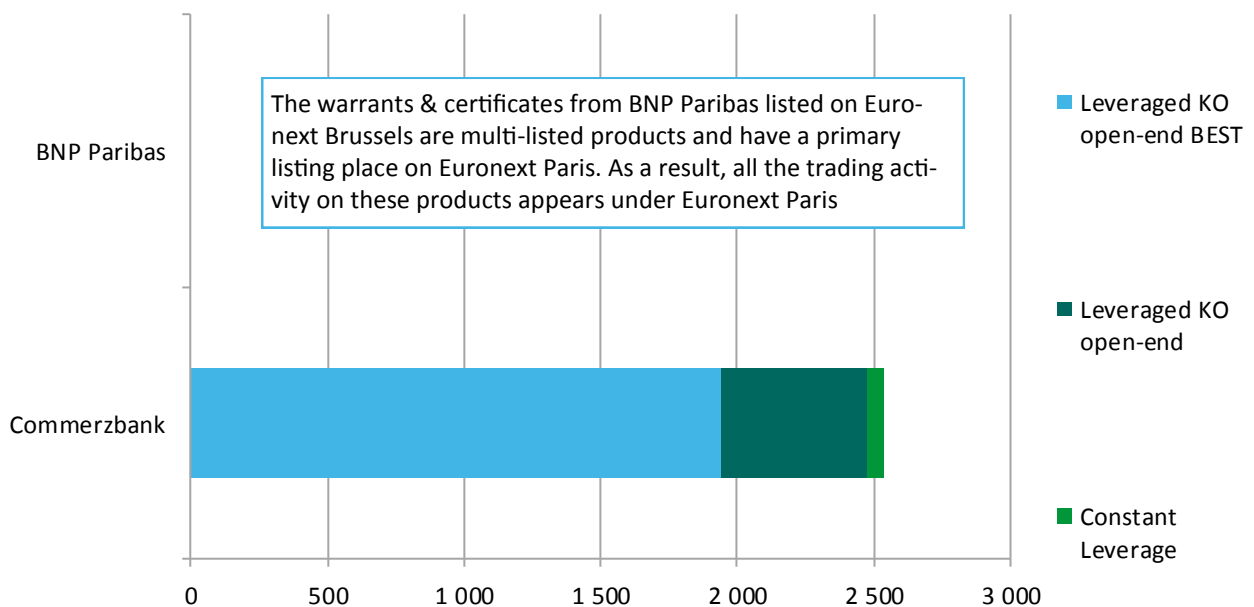 BNP Paribas
The warrants & certificates from BNP Paribas listed on Euro-
next Brussels are multi-listed products and have a primary
listing place on Euronext Paris. As a result, all the trading acti-
vity on these products appears under Euronext Paris
Commerzbank
0 500 1 000 1 500 2 000 2 500 3 000
Leveraged KO
open-end BEST
Leveraged KO
open-end
Constant
Leverage